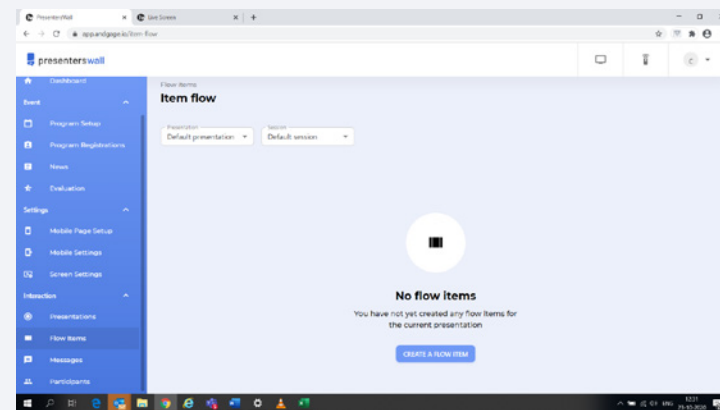 PresentersWall
Live Screen
app.andgage.io/item-flow
presenterswall
C
Dashboard
Event
Program Setup
Program Registrations
News
Evaluation
Settings
Mobile Page Setup
Mobile Settings
Screen Settings
Interaction
Presentations
Flow Items
Messages
Participants
Flow Items
Item flow
Presentation
Default presentation
Session
Default session
No flow items
You have not yet created any flow items for
the current presentation
CREATE A FLOW ITEM
ENG
12:21